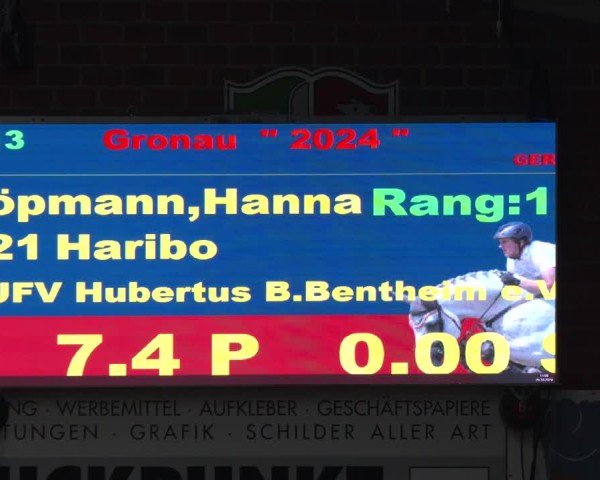 3 Gronau " 2024 "
GER
öpmann,Hanna Rang:1
21 Haribo
UFV Hubertus B.Bentheim e.V
7.4 P 0.00 S
NG · WERBEMITTEL · AUFKLEBER · GESCHÄFTSPAPIERE
TUNGEN · GRAFIK · SCHILDER ALLER ART